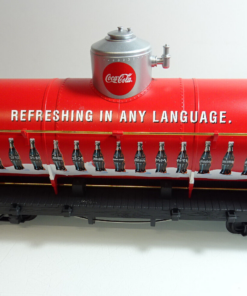 Coca-Cola
REFRESHING IN ANY LANGUAGE.